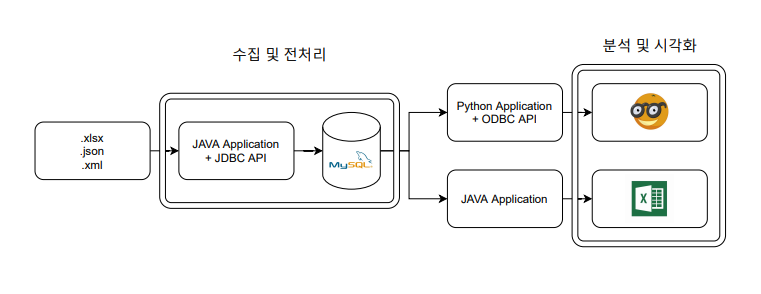 수집 및 전처리
분석 및 시각화
.xlsx
.json
.xml
JAVA Application
+ JDBC API
MySQL
Python Application
+ ODBC API
JAVA Application
X